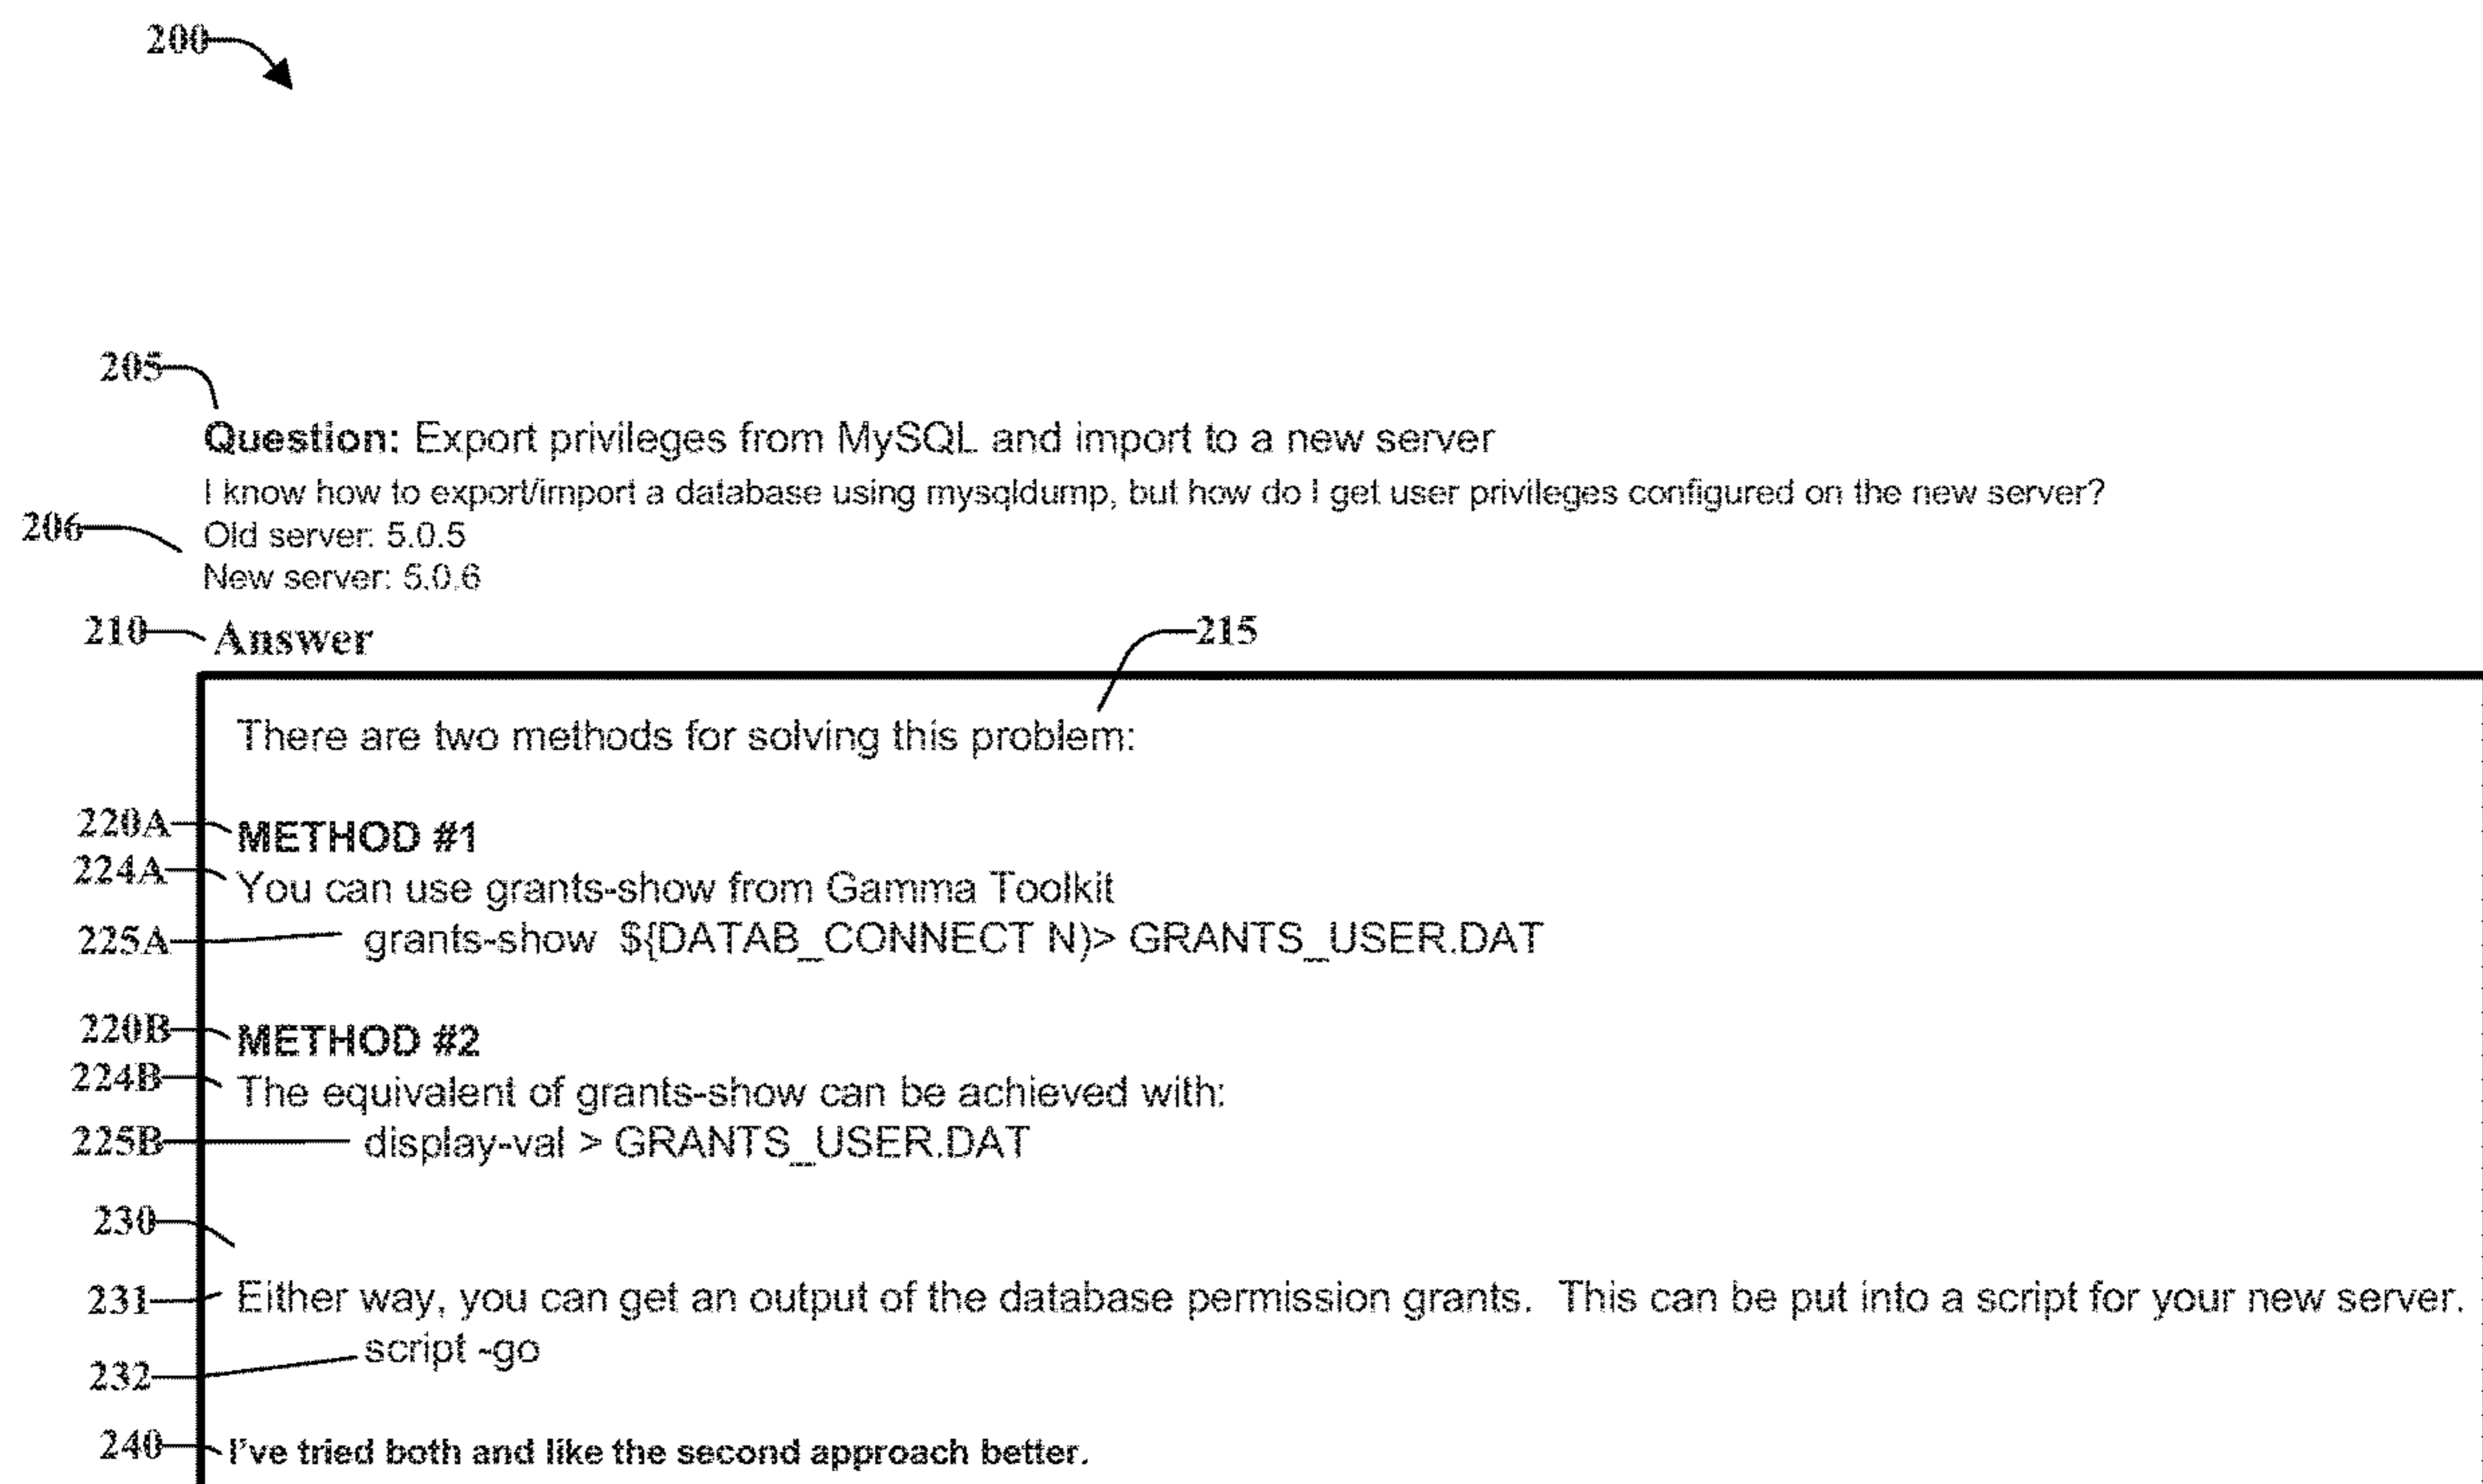 200
205
Question: Export privileges from MySQL and import to a new server
I know how to export/import a database using mysqldump, but how do I get user privileges configured on the new server?
206 Old server: 5.0.5
New server: 5.0.6
210 Answer 215
There are two methods for solving this problem:
220A METHOD #1
224A You can use grants-show from Gamma Toolkit
225A grants-show ${DATAB_CONNECT N)> GRANTS_USER.DAT
220B METHOD #2
224B The equivalent of grants-show can be achieved with:
225B display-val > GRANTS_USER.DAT
230
231 Either way, you can get an output of the database permission grants. This can be put into a script for your new server.
script -go
232
240 I've tried both and like the second approach better.